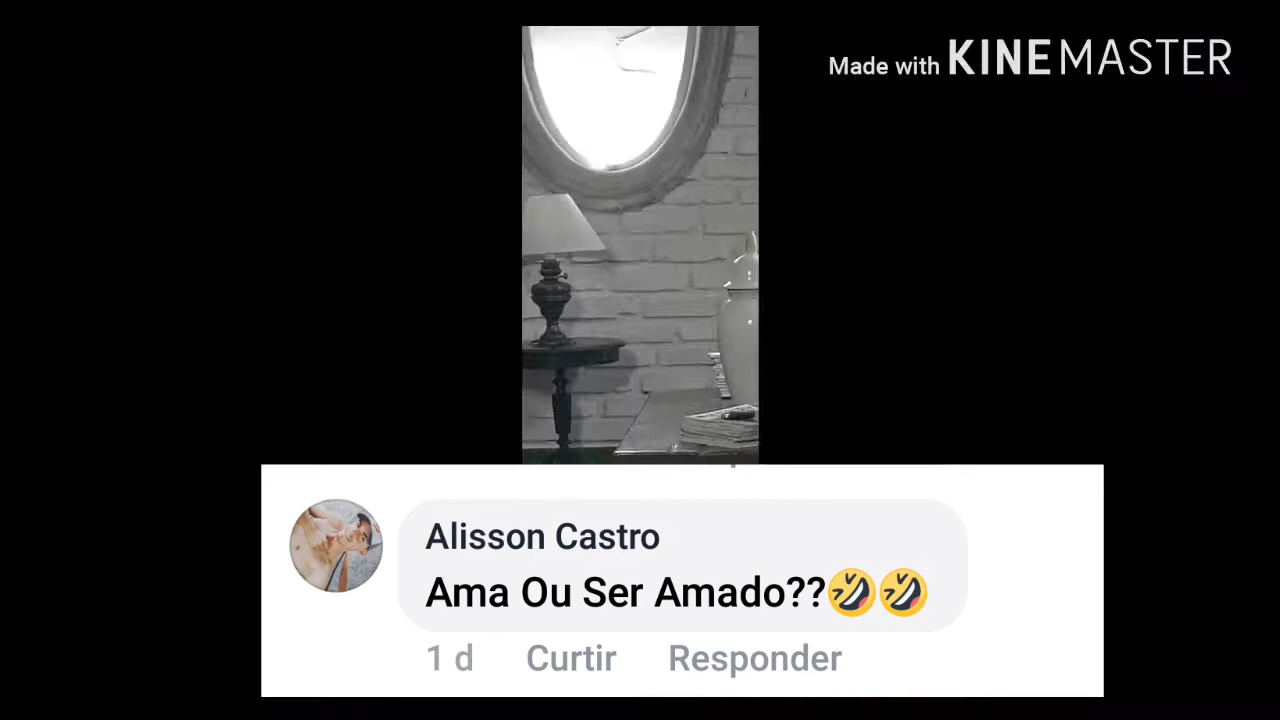 Made with KINEMASTER
Alisson Castro
Ama Ou Ser Amado??🤣🤣
1 d Curtir Responder